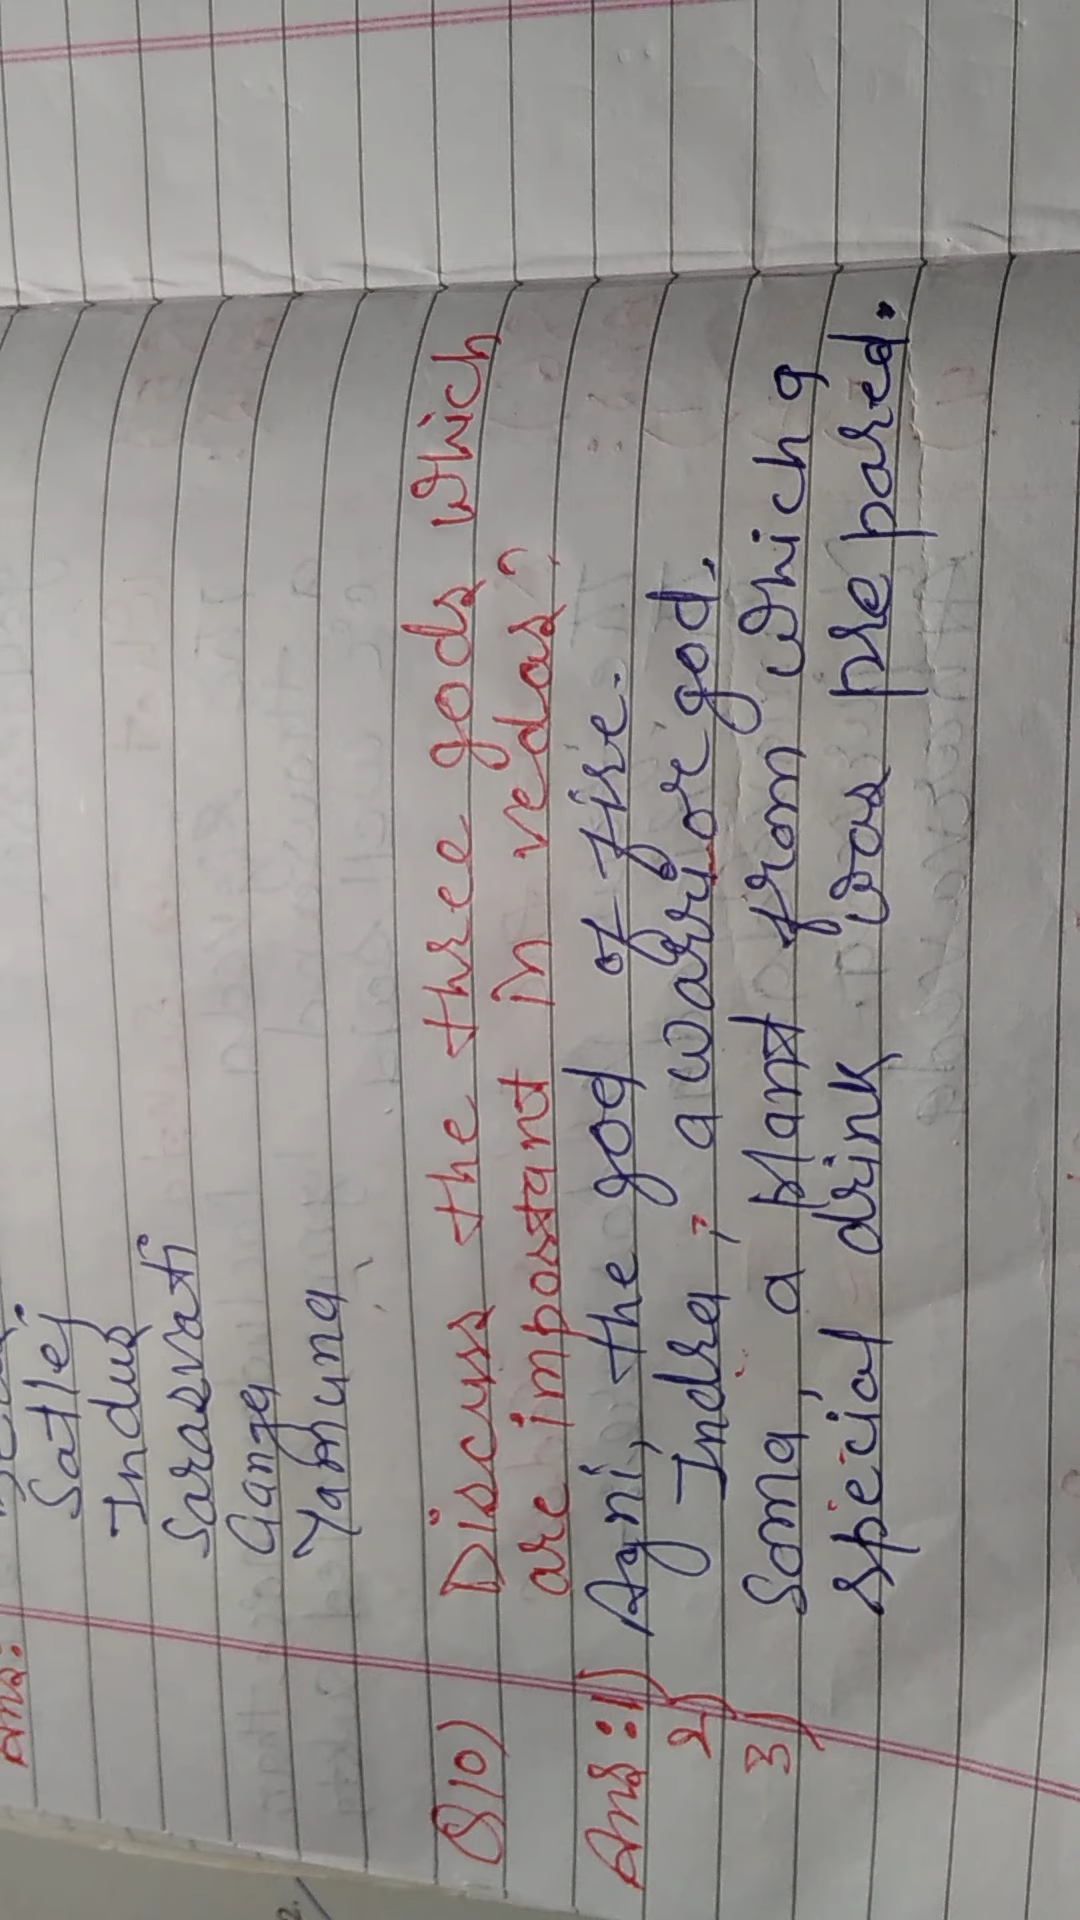 Ans:
Satlej
Indus
Sarasvati
Ganga
Yamuna
Q10) Discuss the three gods which
are important in vedas?
Ans:1) Agni, the god of fire.
2) Indra, a warrior god.
3) Soma, a plant from which a
special drink was prepared.